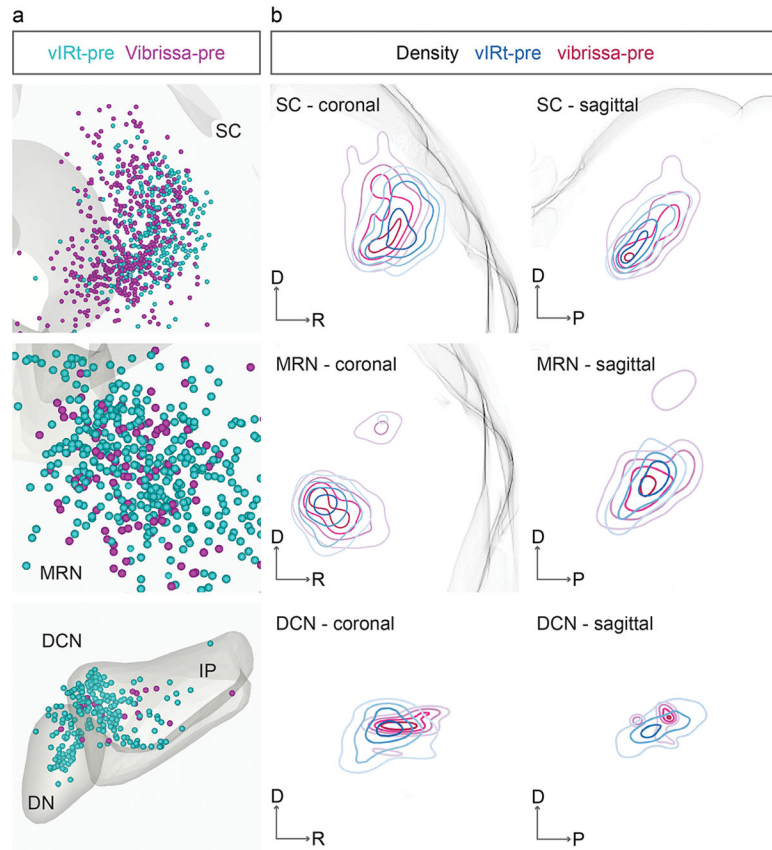 a
b
vIRt-pre Vibrissa-pre
Density vIRt-pre vibrissa-pre
SC
SC - coronal
D
R
SC - sagittal
D
P
MRN
MRN - coronal
D
R
MRN - sagittal
D
P
DCN
IP
DN
DCN - coronal
D
R
DCN - sagittal
D
P